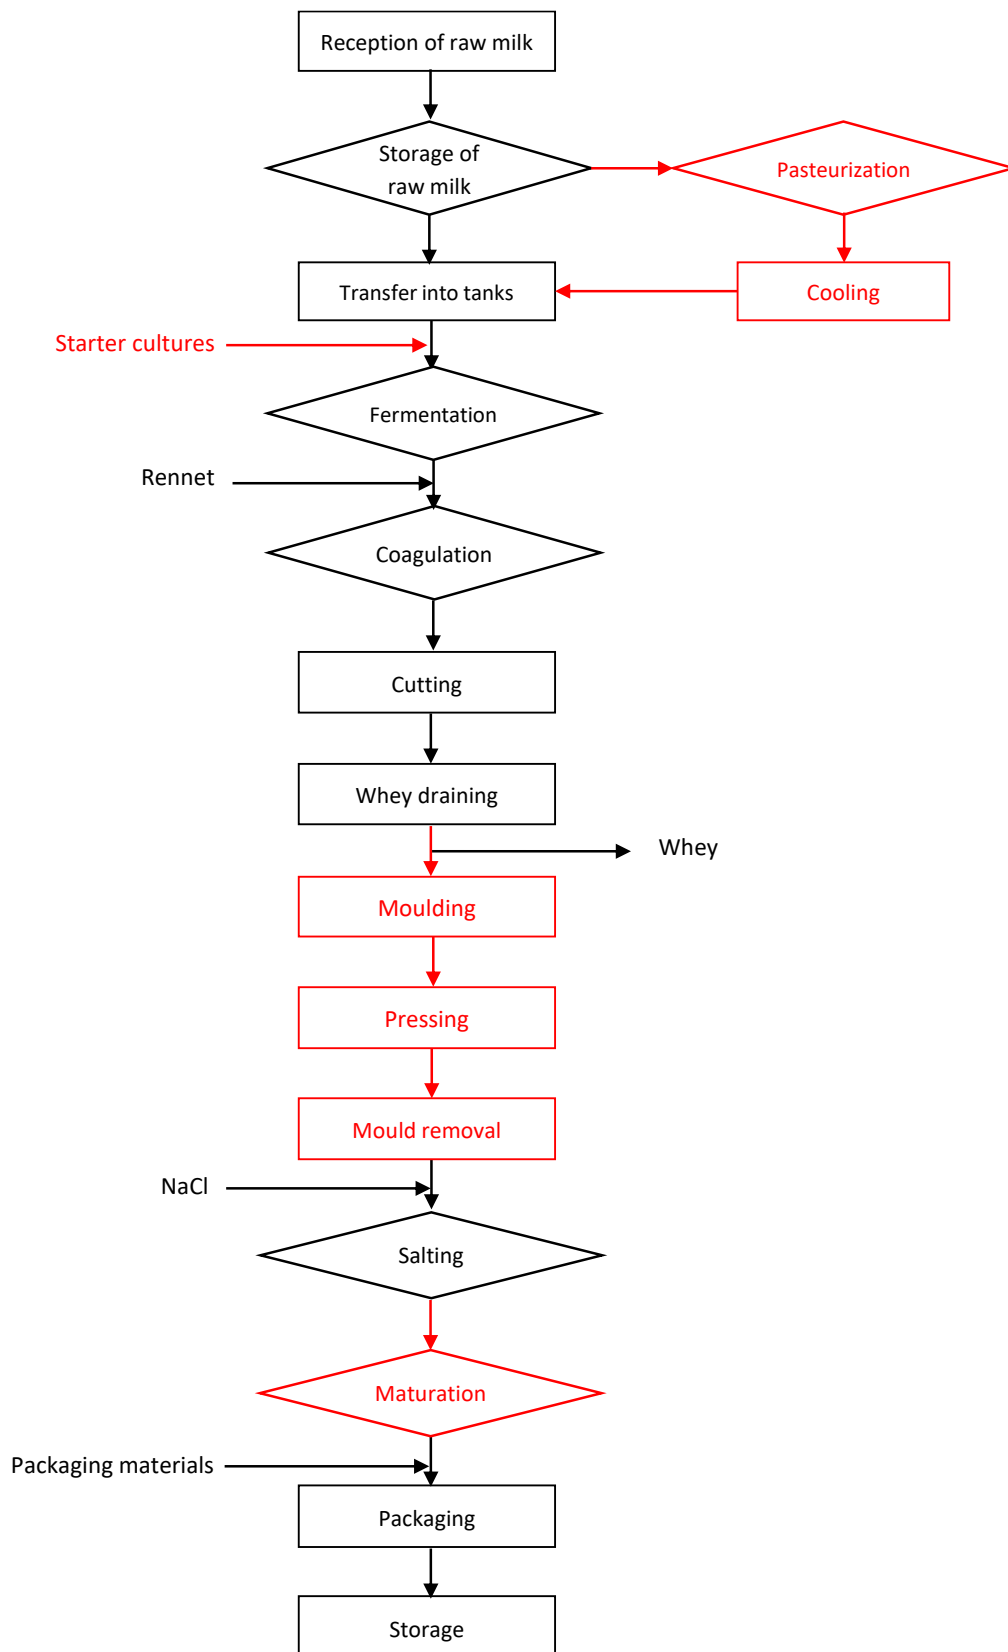 Reception of raw milk
Storage of
raw milk
Pasteurization
Transfer into tanks
Cooling
Starter cultures
Fermentation
Rennet
Coagulation
Cutting
Whey draining
Whey
Moulding
Pressing
Mould removal
NaCl
Salting
Maturation
Packaging materials
Packaging
Storage